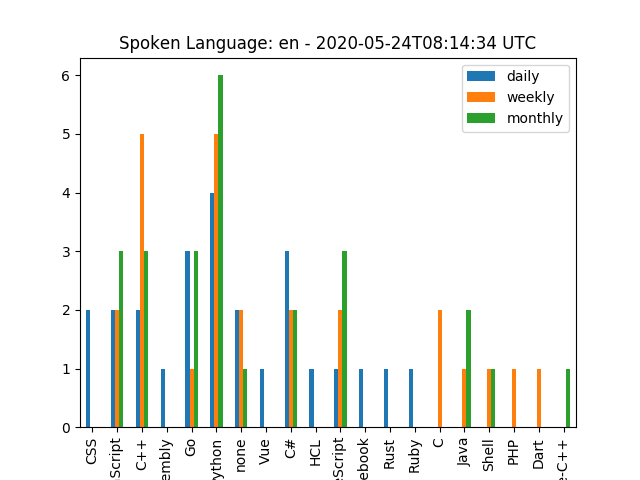 Spoken Language: en - 2020-05-24T08:14:34 UTC
daily
weekly
monthly
6
5
4
3
2
1
0
CSS
Script
C++
embly
Go
ython
none
Vue
C#
HCL
eScript
ebook
Rust
Ruby
C
Java
Shell
PHP
Dart
e-C++